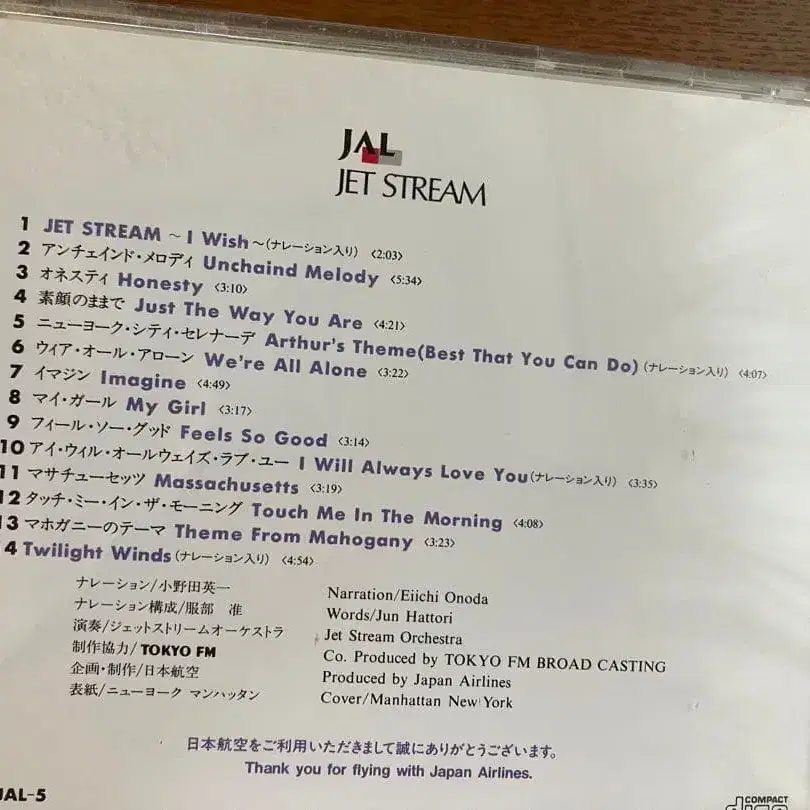 JAL
JET STREAM
1 JET STREAM ～I Wish～(ナレーション入り) 〈2:03〉
2 アンチェインド・メロディ Unchaind Melody 〈5:34〉
3 オネスティ Honesty 〈3:10〉
4 素顔のままで Just The Way You Are 〈4:21〉
5 ニューヨーク・シティ・セレナーデ Arthur's Theme(Best That You Can Do)(ナレーション入り) 〈4:07〉
6 ウィア・オール・アローン We're All Alone 〈3:22〉
7 イマジン Imagine 〈4:49〉
8 マイ・ガール My Girl 〈3:17〉
9 フィール・ソー・グッド Feels So Good 〈3:14〉
10 アイ・ウィル・オールウェイズ・ラブ・ユー I Will Always Love You(ナレーション入り) 〈3:35〉
11 マサチューセッツ Massachusetts 〈3:19〉
12 タッチ・ミー・イン・ザ・モーニング Touch Me In The Morning 〈4:08〉
13 マホガニーのテーマ Theme From Mahogany 〈3:23〉
4 Twilight Winds(ナレーション入り) 〈4:54〉
ナレーション/小野田英一 Narration/Eiichi Onoda
ナレーション構成/服部 准 Words/Jun Hattori
演奏/ジェットストリームオーケストラ Jet Stream Orchestra
制作協力/TOKYO FM Co. Produced by TOKYO FM BROAD CASTING
企画・制作/日本航空 Produced by Japan Airlines
表紙/ニューヨーク マンハッタン Cover/Manhattan New York
日本航空をご利用いただきまして誠にありがとうございます。
Thank you for flying with Japan Airlines.
JAL-5
COMPACT
disc